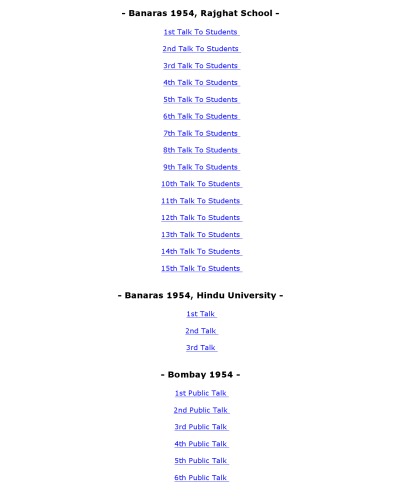 - Banaras 1954, Rajghat School -
1st Talk To Students
2nd Talk To Students
3rd Talk To Students
4th Talk To Students
5th Talk To Students
6th Talk To Students
7th Talk To Students
8th Talk To Students
9th Talk To Students
10th Talk To Students
11th Talk To Students
12th Talk To Students
13th Talk To Students
14th Talk To Students
15th Talk To Students
- Banaras 1954, Hindu University -
1st Talk
2nd Talk
3rd Talk
- Bombay 1954 -
1st Public Talk
2nd Public Talk
3rd Public Talk
4th Public Talk
5th Public Talk
6th Public Talk